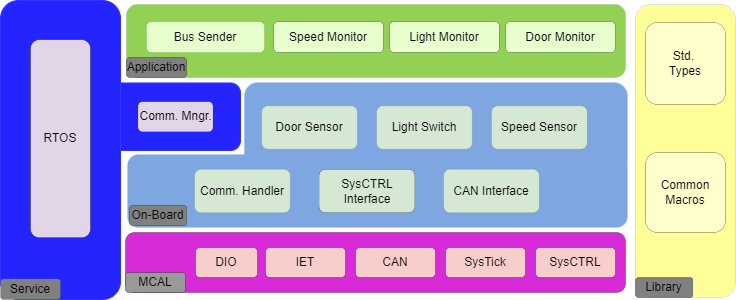 Bus Sender
Speed Monitor
Light Monitor
Door Monitor
Application
RTOS
Comm. Mngr.
Door Sensor
Light Switch
Speed Sensor
Comm. Handler
SysCTRL
Interface
CAN Interface
On-Board
DIO
IET
CAN
SysTick
SysCTRL
MCAL
Service
Std.
Types
Common
Macros
Library